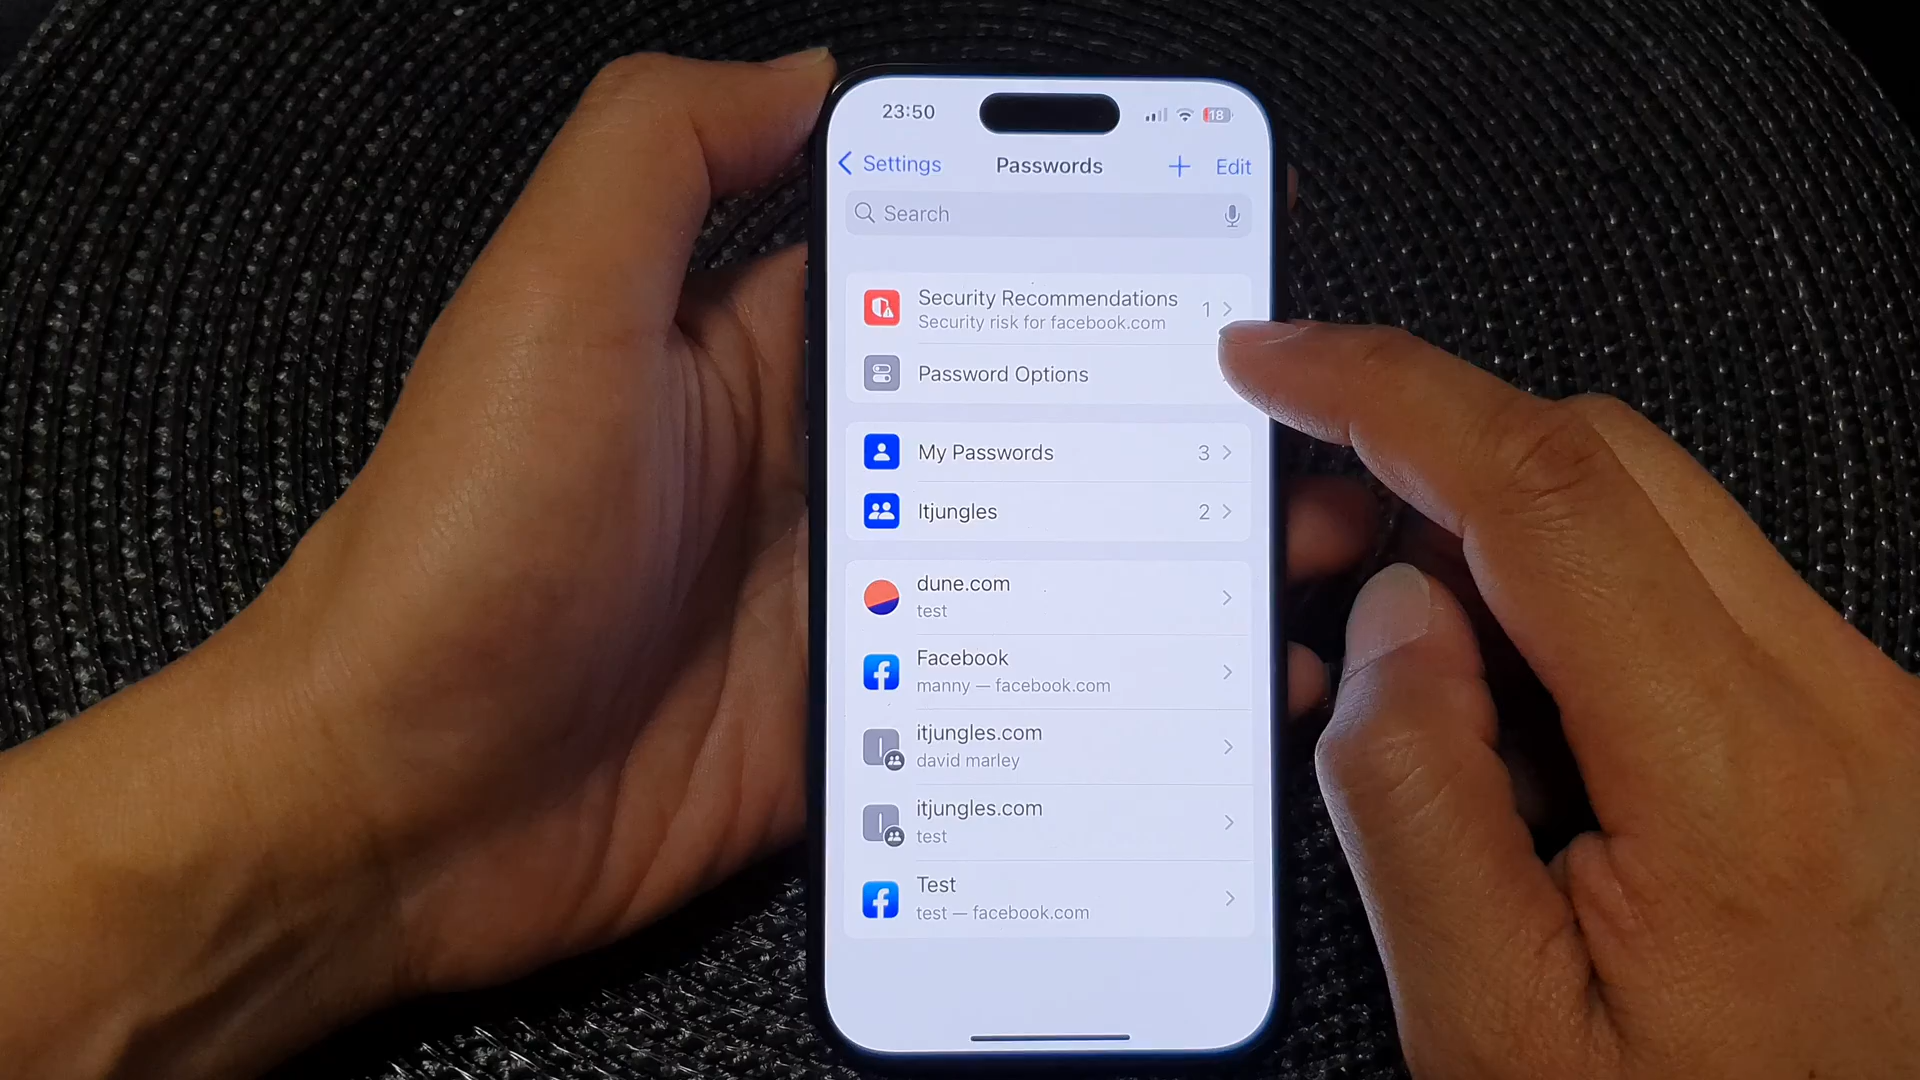 23:50
18
Settings
Passwords
Edit
Search
Security Recommendations
1
Security risk for facebook.com
Password Options
My Passwords
3
Itjungles
2
dune.com
test
Facebook
manny — facebook.com
itjungles.com
david marley
itjungles.com
test
Test
test — facebook.com